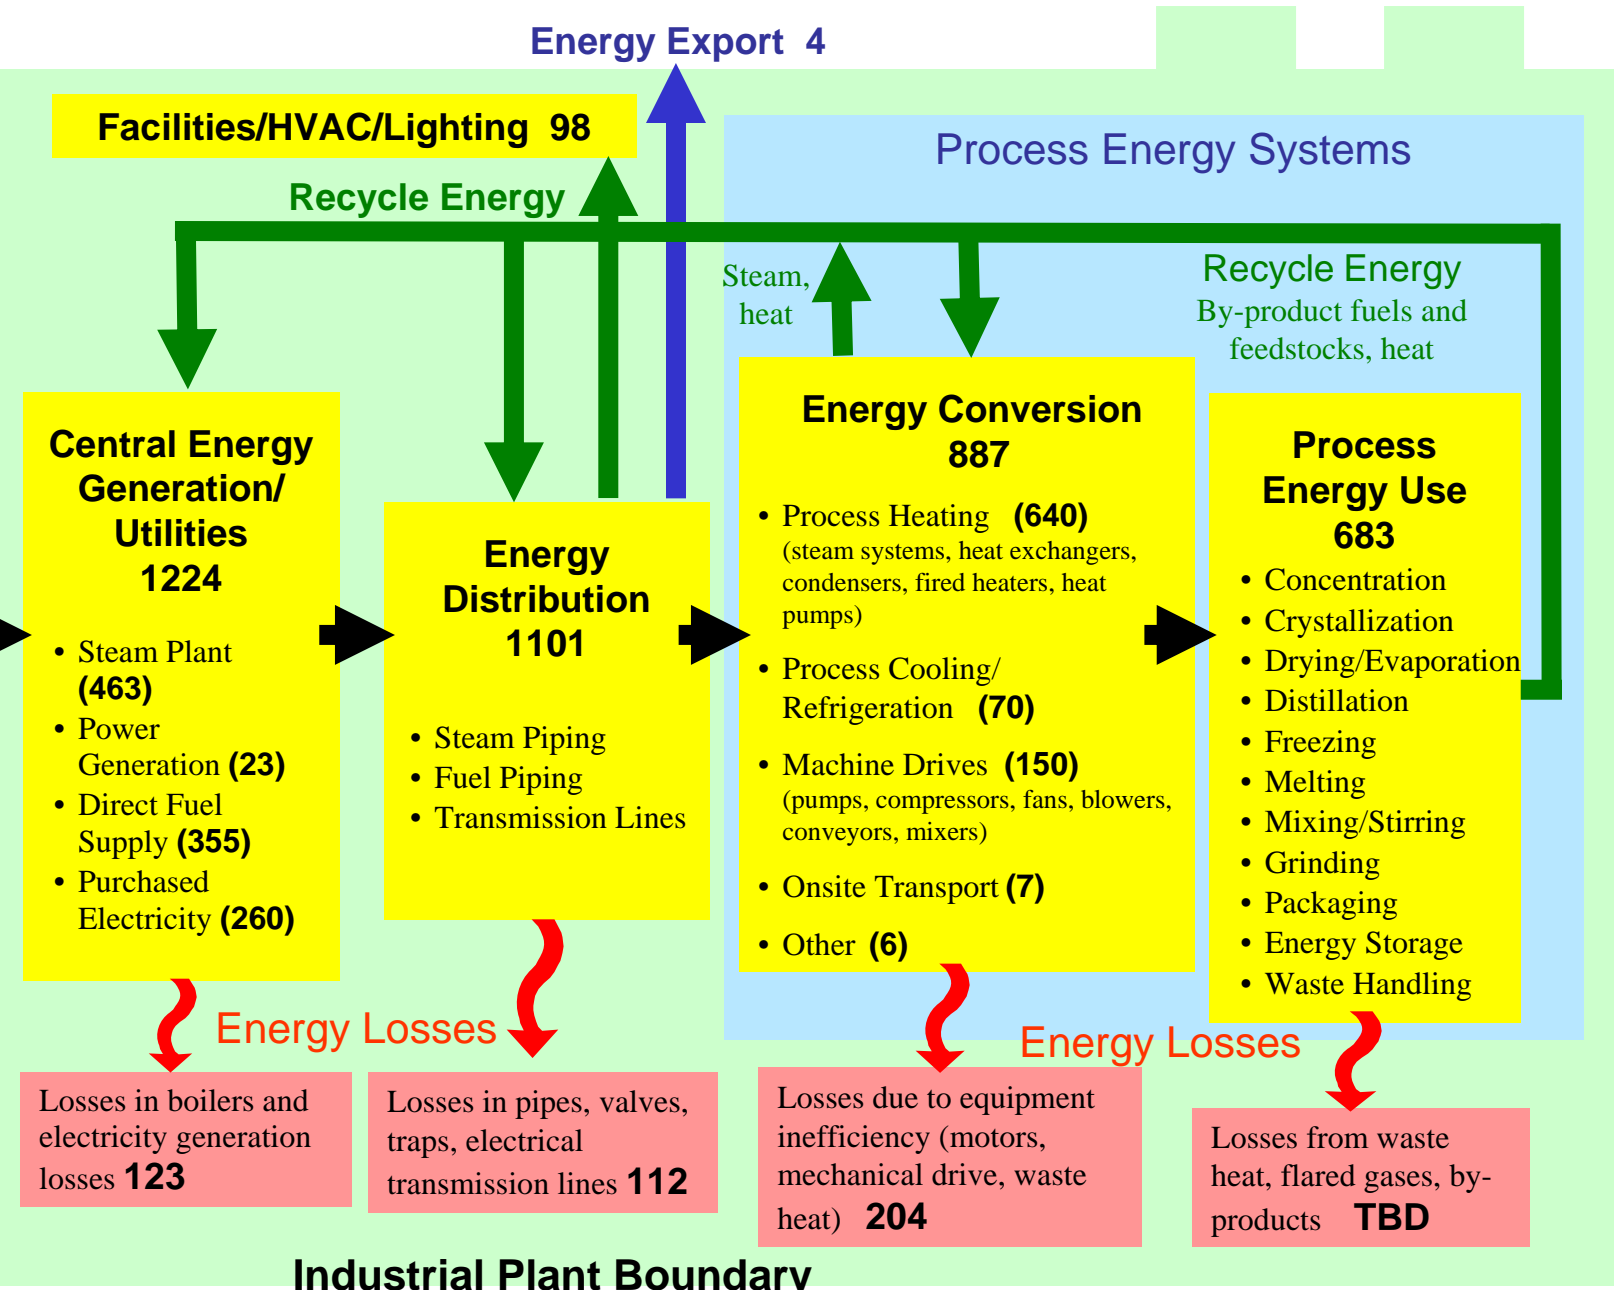 Energy Export 4
Facilities/HVAC/Lighting 98
Process Energy Systems
Recycle Energy
Steam,
heat
Recycle Energy
By-product fuels and
feedstocks, heat
Central Energy
Generation/
Utilities
1224
• Steam Plant
(463)
• Power
Generation (23)
• Direct Fuel
Supply (355)
• Purchased
Electricity (260)
Energy
Distribution
1101
• Steam Piping
• Fuel Piping
• Transmission Lines
Energy Conversion
887
• Process Heating (640)
(steam systems, heat exchangers,
condensers, fired heaters, heat
pumps)
• Process Cooling/
Refrigeration (70)
• Machine Drives (150)
(pumps, compressors, fans, blowers,
conveyors, mixers)
• Onsite Transport (7)
• Other (6)
Process
Energy Use
683
• Concentration
• Crystallization
• Drying/Evaporation
• Distillation
• Freezing
• Melting
• Mixing/Stirring
• Grinding
• Packaging
• Energy Storage
• Waste Handling
Energy Losses
Energy Losses
Losses in boilers and
electricity generation
losses 123
Losses in pipes, valves,
traps, electrical
transmission lines 112
Losses due to equipment
inefficiency (motors,
mechanical drive, waste
heat) 204
Losses from waste
heat, flared gases, by-
products TBD
Industrial Plant Boundary